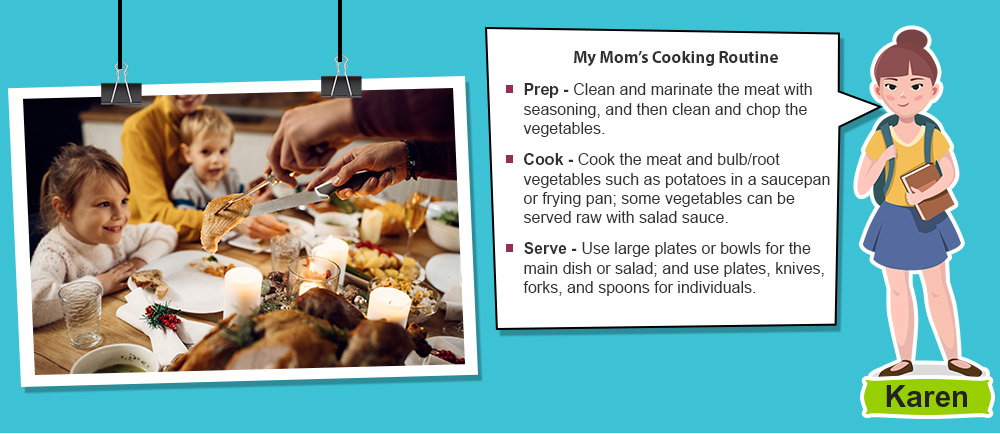 My Mom's Cooking Routine
Prep - Clean and marinate the meat with
seasoning, and then clean and chop the
vegetables.
Cook - Cook the meat and bulb/root
vegetables such as potatoes in a saucepan
or frying pan; some vegetables can be
served raw with salad sauce.
Serve - Use large plates or bowls for the
main dish or salad; and use plates, knives,
forks, and spoons for individuals.
Karen